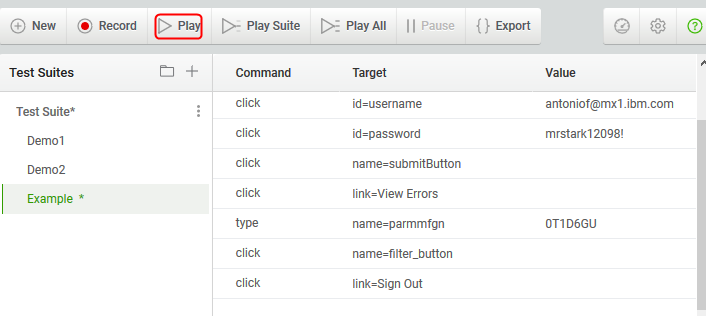 New Record Play Play Suite Play All Pause { } Export ?
Test Suites + Command Target Value
click id=username antoniof@mx1.ibm.com
Test Suite*
click id=password mrstark12098!
Demo1
click name=submitButton
Demo2
click link=View Errors
Example *
type name=parmmfgn 0T1D6GU
click name=filter_button
click link=Sign Out